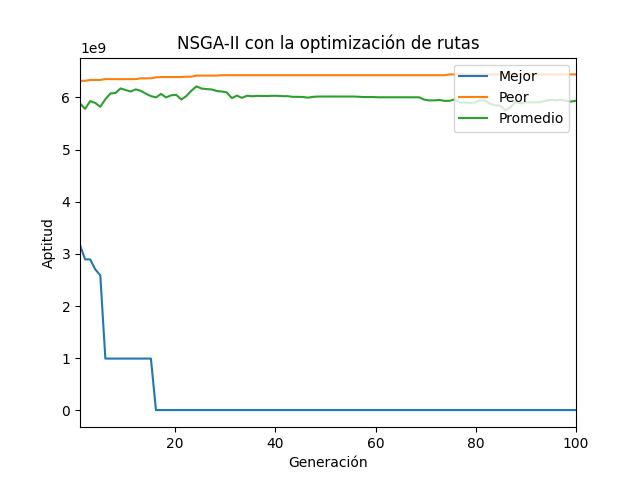 NSGA-II con la optimización de rutas
1e9
Mejor
Peor
Promedio
6
5
4
3
2
1
0
Aptitud
20 40 60 80 100
Generación